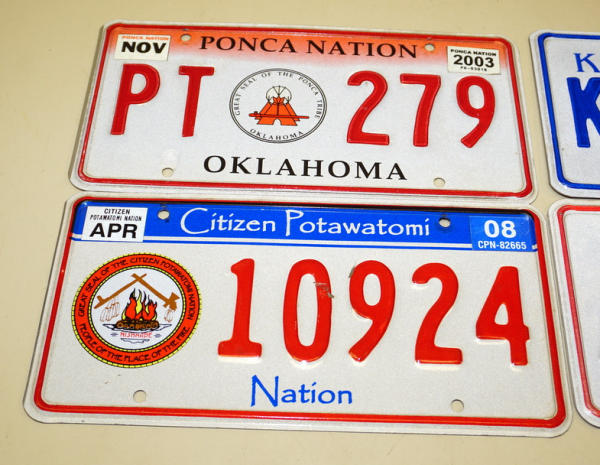 PONCA NATION
NOV
PONCA NATION
PONCA NATION
2003
PT 279
GREAT SEAL OF THE PONCA TRIBE
OKLAHOMA
OKLAHOMA
K
K
CITIZEN
POTAWATOMI NATION
APR
Citizen Potawatomi
08
CPN-82665
GREAT SEAL OF THE CITIZEN POTAWATOMI NATION
PEOPLE OF THE PLACE OF THE FIRE
10924
Nation